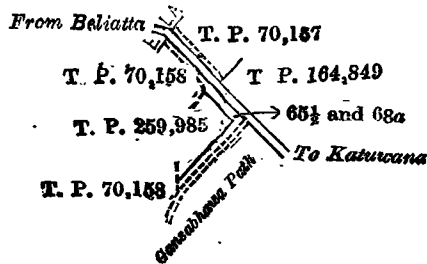 From Beliatta
T. P. 70,157
T. P. 70,158
T P. 164,849
T. P. 259,985
65½ and 68a
To Katuwana
T. P. 70,158
Gansabhawa Path